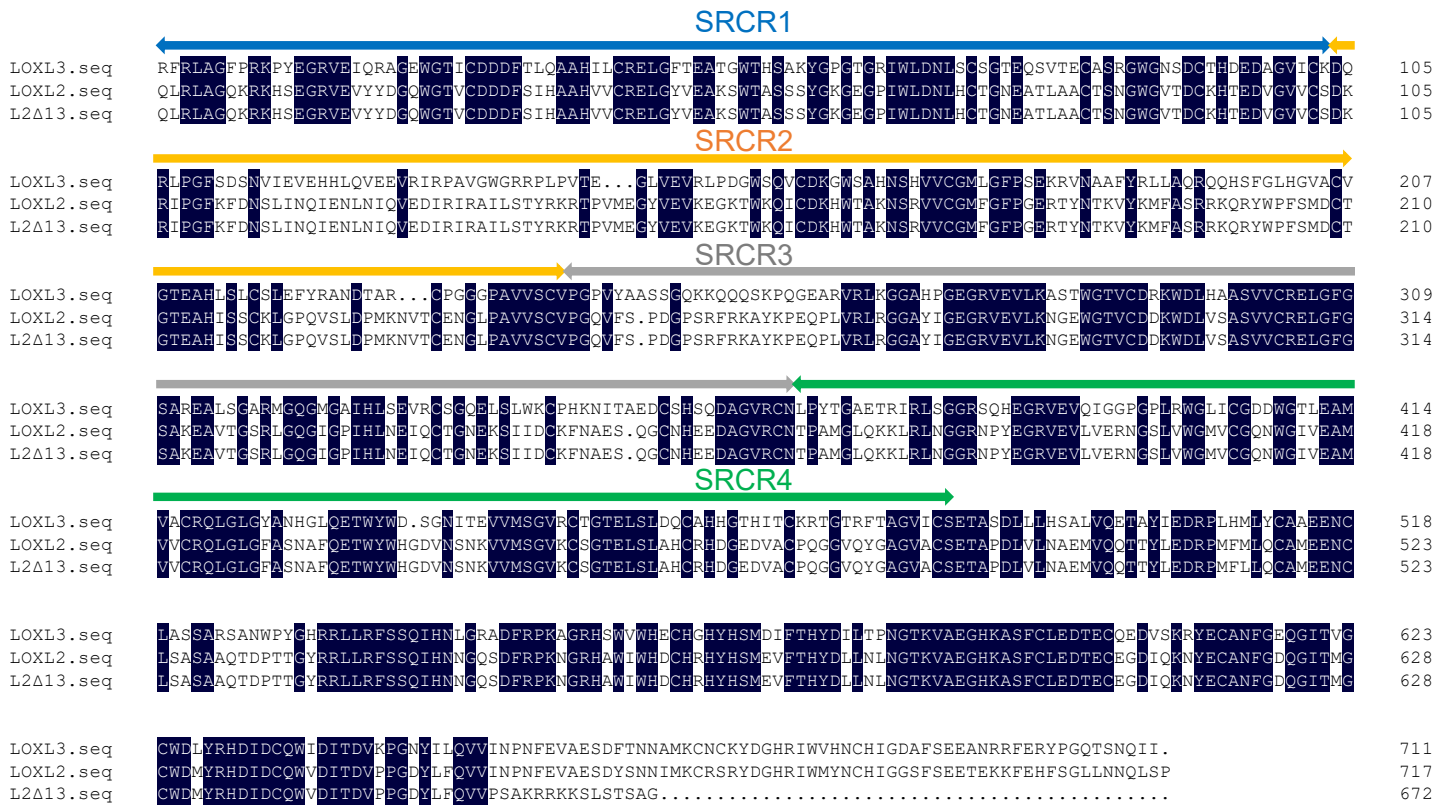 SRCR1
LOXL3.seq RFRLAGFPRKPYEGRVEIQRAGEWGTICDDDFTLQAAHILCRELGFTEATGWTHSAKYGPGTGRIWLDNLSCSGTEQSVTECASRGWGNSDCTHDEDAGVICKDQ 105
LOXL2.seq QLRLAGQKRKHSEGRVEVYYDGQWGTVCDDDFSIHAAHVVCRELGYVEAKSWTASSSYGKGEGPIWLDNLHCTGNEATLAACTSNGWGVTDCKHTEDVGVVCSDK 105
L2Δ13.seq QLRLAGQKRKHSEGRVEVYYDGQWGTVCDDDFSIHAAHVVCRELGYVEAKSWTASSSYGKGEGPIWLDNLHCTGNEATLAACTSNGWGVTDCKHTEDVGVVCSDK 105
SRCR2
LOXL3.seq RLPGFSDSNVIEVEHHLQVEEVRIRPAVGWGRRPLPVTE...GLVEVRLPDGWSQVCDKGWSAHNSHVVCGMLGFPSEKRVNAAFYRLLAQRQQHSFGLHGVACV 207
LOXL2.seq RIPGFKFDNSLINQIENLNIQVEDIRIRAILSTYRKRTPVMEGYVEVKEGKTWKQICDKHWTAKNSRVVCGMFGFPGERTYNTKVYKMFASRRKQRYWPFSMDCT 210
L2Δ13.seq RIPGFKFDNSLINQIENLNIQVEDIRIRAILSTYRKRTPVMEGYVEVKEGKTWKQICDKHWTAKNSRVVCGMFGFPGERTYNTKVYKMFASRRKQRYWPFSMDCT 210
SRCR3
LOXL3.seq GTEAHLSLCSLEFYRANDTAR...CPGGGPAVVSCVPGPVYAASSGQKKQQQSKPQGEARVRLKGGAHPGEGRVEVLKASTWGTVCDRKWDLHAASVVCRELGFG 309
LOXL2.seq GTEAHISSCKLGPQVSLDPMKNVTCENGLPAVVSCVPGQVFS.PDGPSRFRKAYKPEQPLVRLRGGAYIGEGRVEVLKNGEWGTVCDDKWDLVSASVVCRELGFG 314
L2Δ13.seq GTEAHISSCKLGPQVSLDPMKNVTCENGLPAVVSCVPGQVFS.PDGPSRFRKAYKPEQPLVRLRGGAYIGEGRVEVLKNGEWGTVCDDKWDLVSASVVCRELGFG 314
LOXL3.seq SAREALSGARMGQGMGAIHLSEVRCSGQELSLWKCPHKNITAEDCSHSQDAGVRCNLPYTGAETRIRLSGGRSQHEGRVEVQIGGPGPLRWGLICGDDWGTLEAM 414
LOXL2.seq SAKEAVTGSRLGQGIGPIHLNEIQCTGNEKSIIDCKFNAES.QGCNHEEDAGVRCNTPAMGLQKKLRLNGGRNPYEGRVEVLVERNGSLVWGMVCGQNWGIVEAM 418
L2Δ13.seq SAKEAVTGSRLGQGIGPIHLNEIQCTGNEKSIIDCKFNAES.QGCNHEEDAGVRCNTPAMGLQKKLRLNGGRNPYEGRVEVLVERNGSLVWGMVCGQNWGIVEAM 418
SRCR4
LOXL3.seq VACRQLGLGYANHGLQETWYWD.SGNITEVVMSGVRCTGTELSLDQCAHHGTHITCKRTGTRFTAGVICSETASDLLLHSALVQETAYIEDRPLHMLYCAAEENC 518
LOXL2.seq VVCRQLGLGFASNAFQETWYWHGDVNSNKVVMSGVKCSGTELSLAHCRHDGEDVACPQGGVQYGAGVACSETAPDLVLNAEMVQQTTYLEDRPMFMLQCAMEENC 523
L2Δ13.seq VVCRQLGLGFASNAFQETWYWHGDVNSNKVVMSGVKCSGTELSLAHCRHDGEDVACPQGGVQYGAGVACSETAPDLVLNAEMVQQTTYLEDRPMFLLQCAMEENC 523
LOXL3.seq LASSARSANWPYGHRRLLRFSSQIHNLGRADFRPKAGRHSWVWHECHGHYHSMDIFTHYDILTPNGTKVAEGHKASFCLEDTECQEDVSKRYECANFGEQGITVG 623
LOXL2.seq LSASAAQTDPTTGYRRLLRFSSQIHNNGQSDFRPKNGRHAWIWHDCHRHYHSMEVFTHYDLLNLNGTKVAEGHKASFCLEDTECEGDIQKNYECANFGDQGITMG 628
L2Δ13.seq LSASAAQTDPTTGYRRLLRFSSQIHNNGQSDFRPKNGRHAWIWHDCHRHYHSMEVFTHYDLLNLNGTKVAEGHKASFCLEDTECEGDIQKNYECANFGDQGITMG 628
LOXL3.seq CWDLYRHDIDCQWIDITDVKPGNYILQVVINPNFEVAESDFTNNAMKCNCKYDGHRIWVHNCHIGDAFSEEANRRFERYPGQTSNQII. 711
LOXL2.seq CWDMYRHDIDCQWVDITDVPPGDYLFQVVINPNFEVAESDYSNNIMKCRSRYDGHRIWMYNCHIGGSFSEETEKKFEHFSGLLNNQLSP 717
L2Δ13.seq CWDMYRHDIDCQWVDITDVPPGDYLFQVVPSAKRRKKSLSTSAG............................................. 672